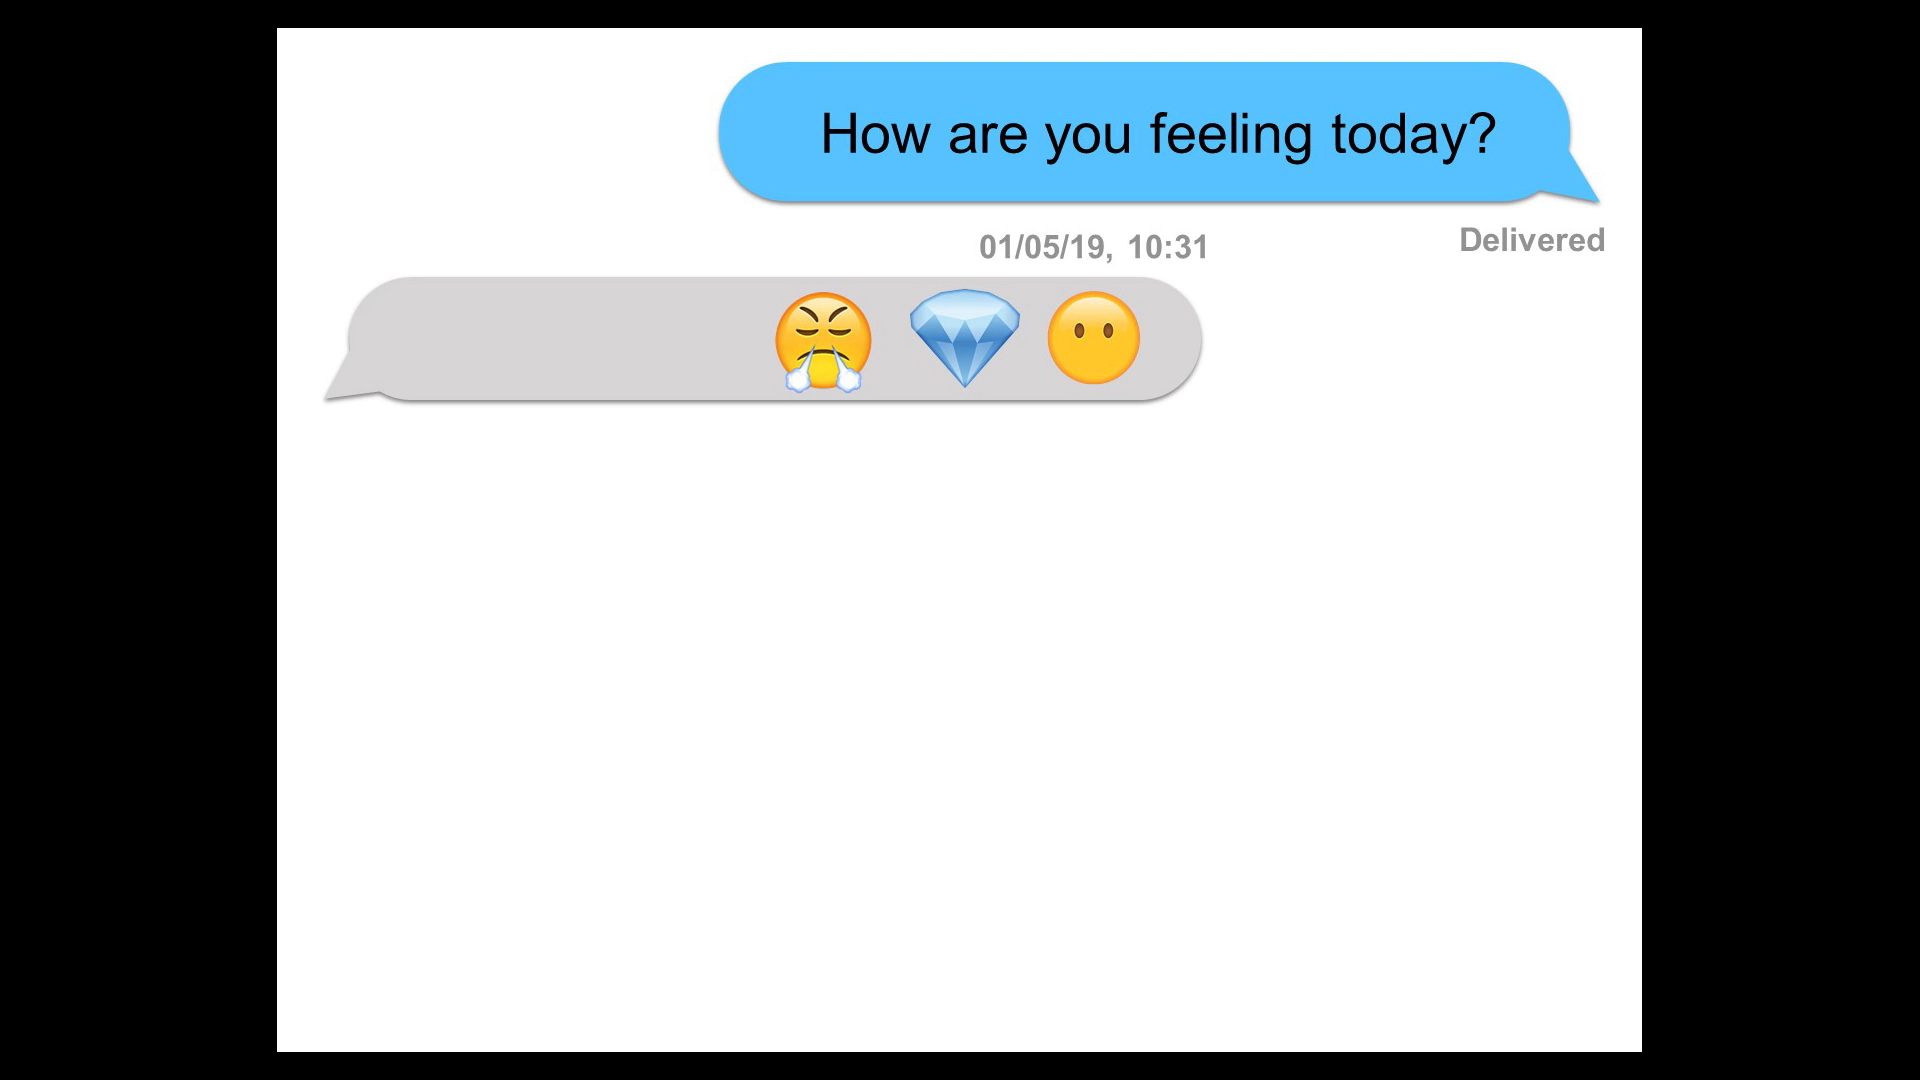 How are you feeling today?
Delivered
01/05/19, 10:31
😤 💎 😶